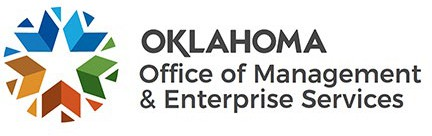 OKLAHOMA
Office of Management
& Enterprise Services